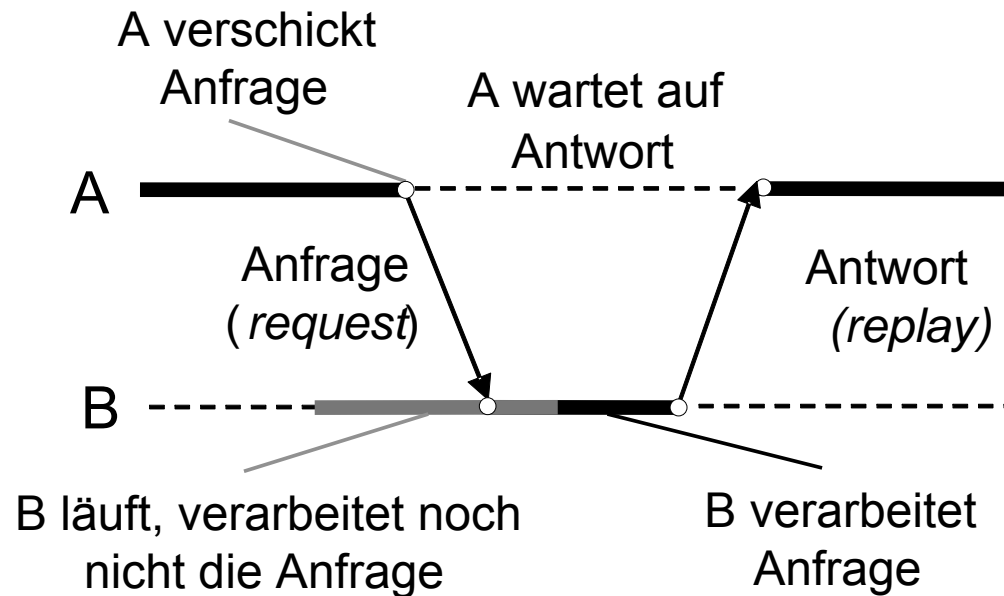 A verschickt
Anfrage
A wartet auf
Antwort
A
Anfrage
(request)
Antwort
(replay)
B
B läuft, verarbeitet noch
nicht die Anfrage
B verarbeitet
Anfrage